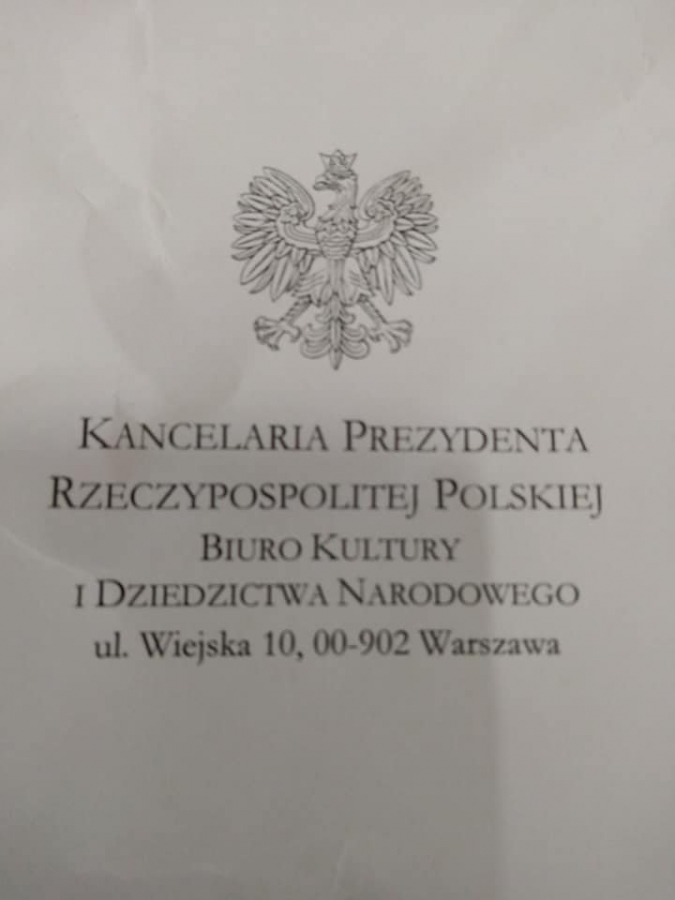 KANCELARIA PREZYDENTA
RZECZYPOSPOLITEJ POLSKIEJ
BIURO KULTURY
I DZIEDZICTWA NARODOWEGO
ul. Wiejska 10, 00-902 Warszawa